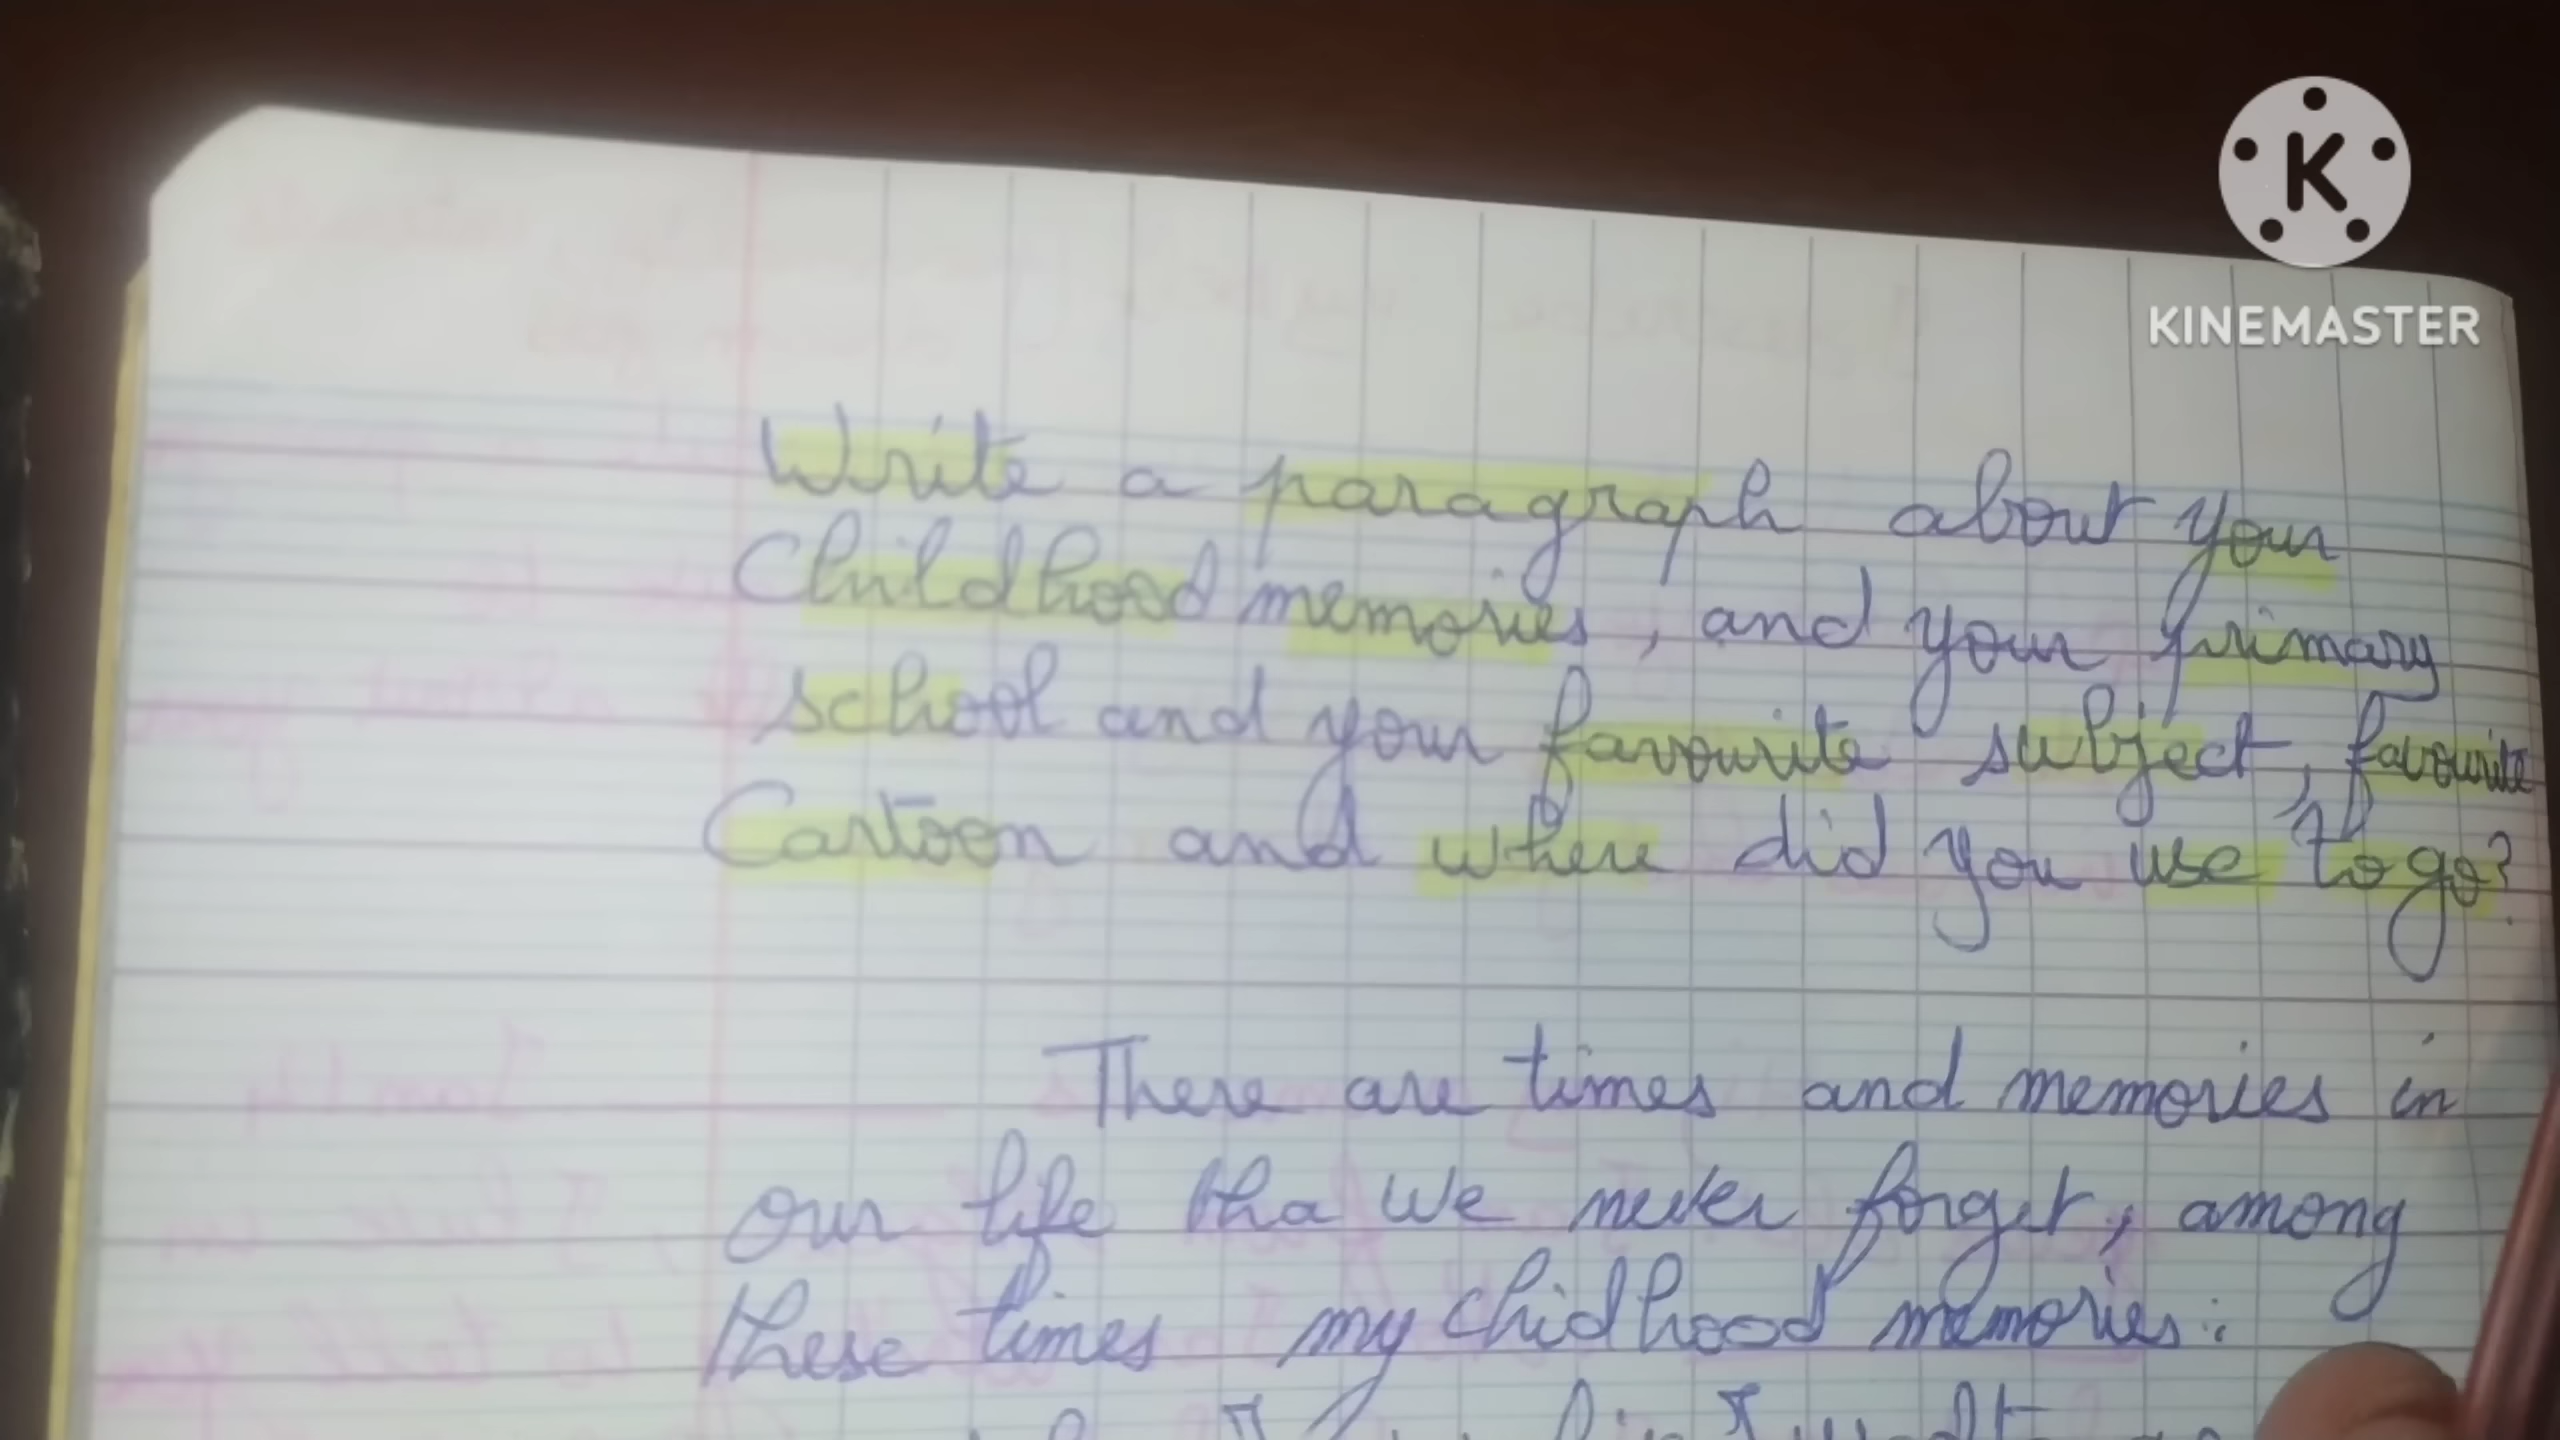 K
KINEMASTER
Write a paragraph about your
Childhood memories, and your primary
school and your favourite subject, favourite
Cartoon and where did you use to go?
There are times and memories in
our life tha we never forget, among
these times my chidhood memories: